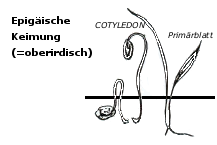 Epigäische
Keimung
(=oberirdisch)
COTYLEDON
Primärblatt